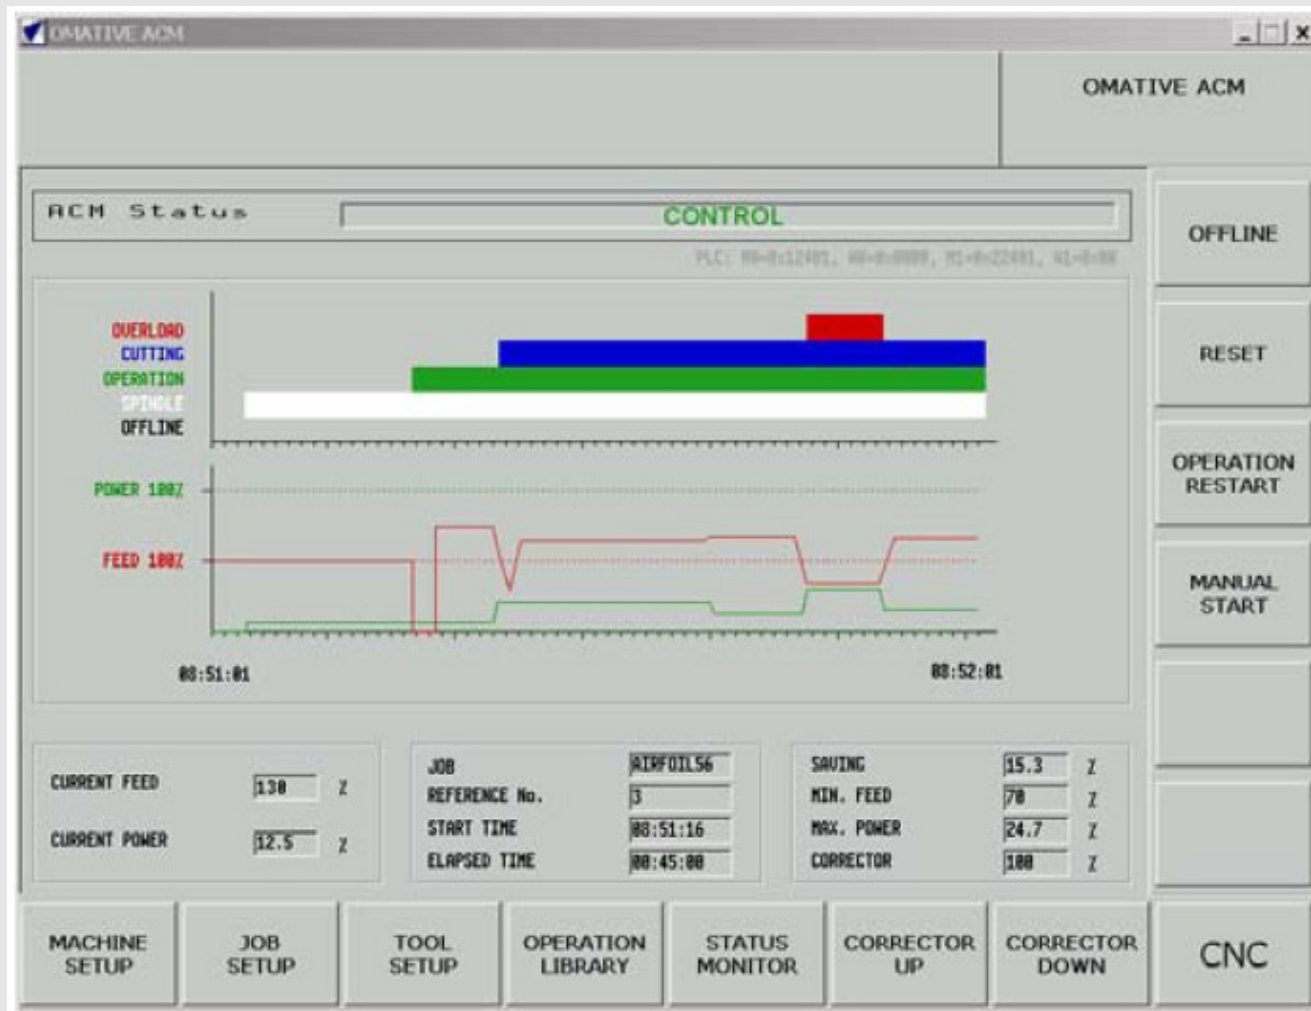 OMATIVE ACM
OMATIVE ACM
ACM Status
CONTROL
OFFLINE
RESET
OPERATION
RESTART
MANUAL
START
OVERLOAD
CUTTING
OPERATION
SPINDLE
OFFLINE
POWER 100%
FEED 100%
08:51:01
08:52:01
CURRENT FEED 130 %
CURRENT POWER 12.5 %
JOB AIRFOIL56
REFERENCE No. 3
START TIME 08:51:16
ELAPSED TIME 00:45:00
SAVING 15.3 %
MIN. FEED 70 %
MAX. POWER 24.7 %
CORRECTOR 100 %
MACHINE
SETUP
JOB
SETUP
TOOL
SETUP
OPERATION
LIBRARY
STATUS
MONITOR
CORRECTOR
UP
CORRECTOR
DOWN
CNC